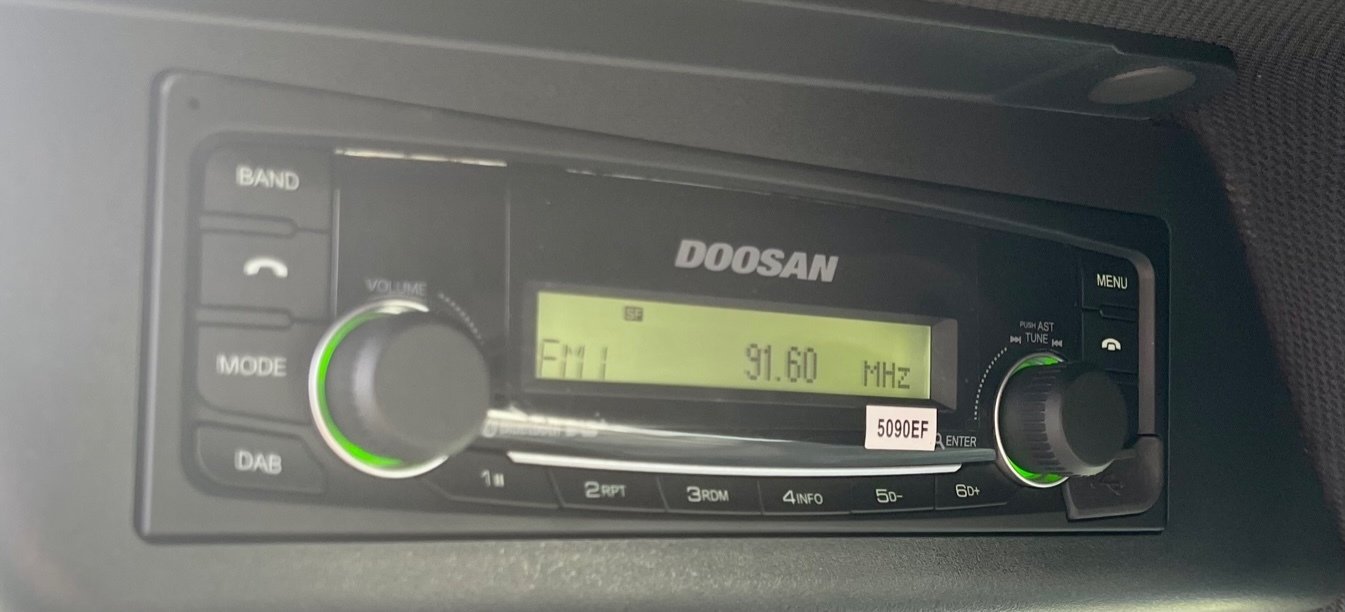 BAND
MODE
DAB
VOLUME
DOOSAN
SF
FM1
91.60
MHz
5090EF
ENTER
PUSH AST
TUNE
MENU
1
2RPT
3RDM
4INFO
5D-
6D+